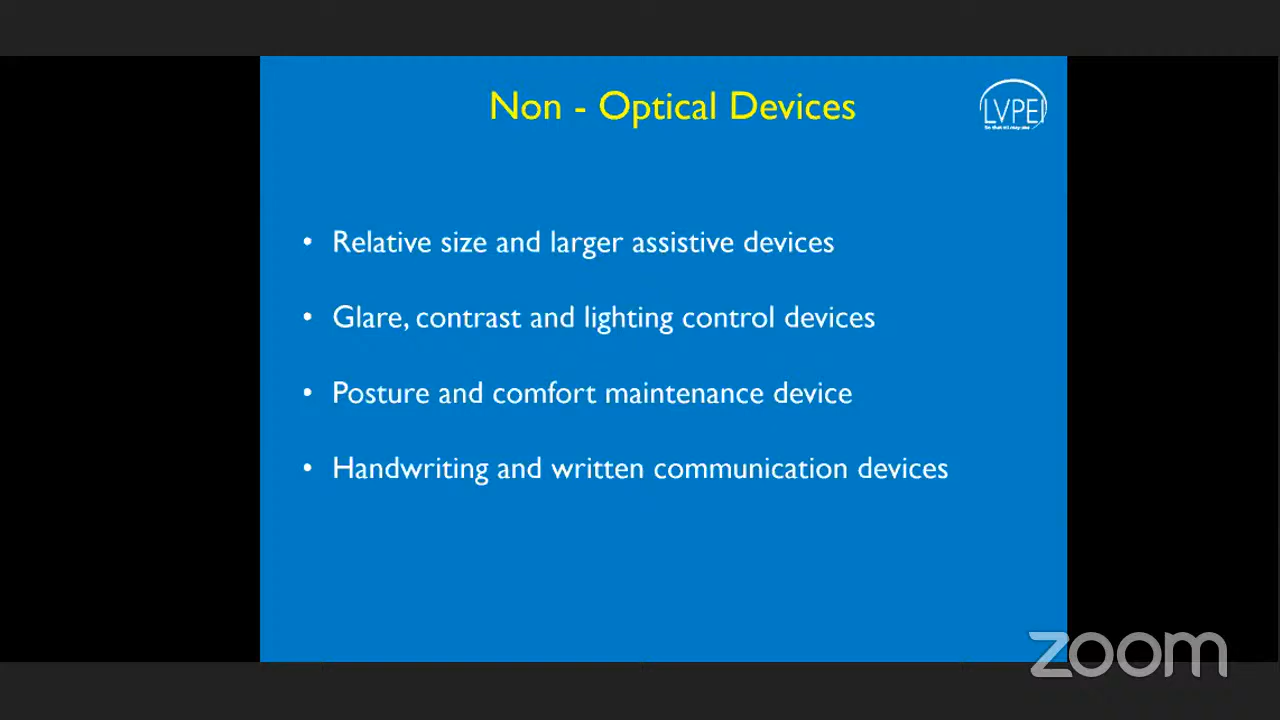 Non - Optical Devices
LVPEI
• Relative size and larger assistive devices
• Glare, contrast and lighting control devices
• Posture and comfort maintenance device
• Handwriting and written communication devices
zoom